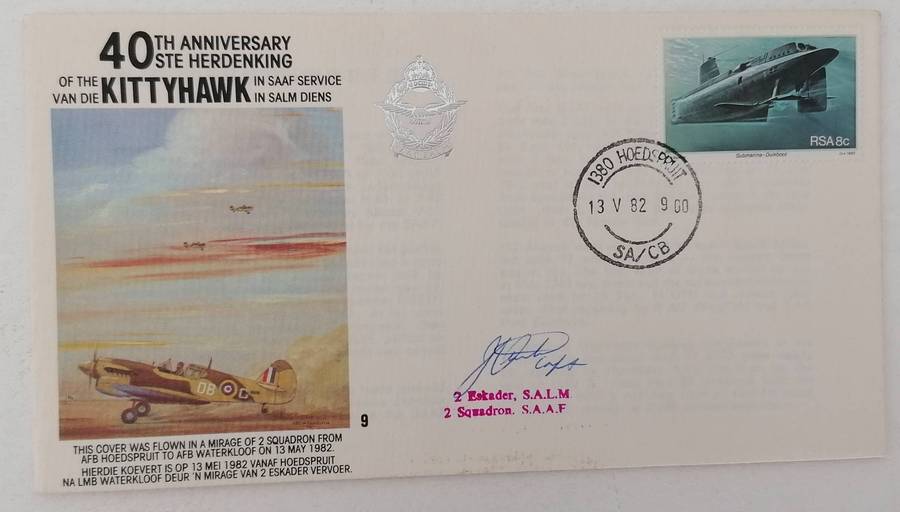 40TH ANNIVERSARY
STE HERDENKING
OF THE KITTYHAWK IN SAAF SERVICE
VAN DIE IN SALM DIENS
RSA 8c
Submarine-Duikboot
1380 HOEDSPRUIT
13 V 82 9 00
SA/CB
DB
C
Capt
2 Eskader, S.A.L.M.
2 Squadron. S.A.A.F
9
THIS COVER WAS FLOWN IN A MIRAGE OF 2 SQUADRON FROM
AFB HOEDSPRUIT TO AFB WATERKLOOF ON 13 MAY 1982.
HIERDIE KOEVERT IS OP 13 MEI 1982 VANAF HOEDSPRUIT
NA LMB WATERKLOOF DEUR 'N MIRAGE VAN 2 ESKADER VERVOER.